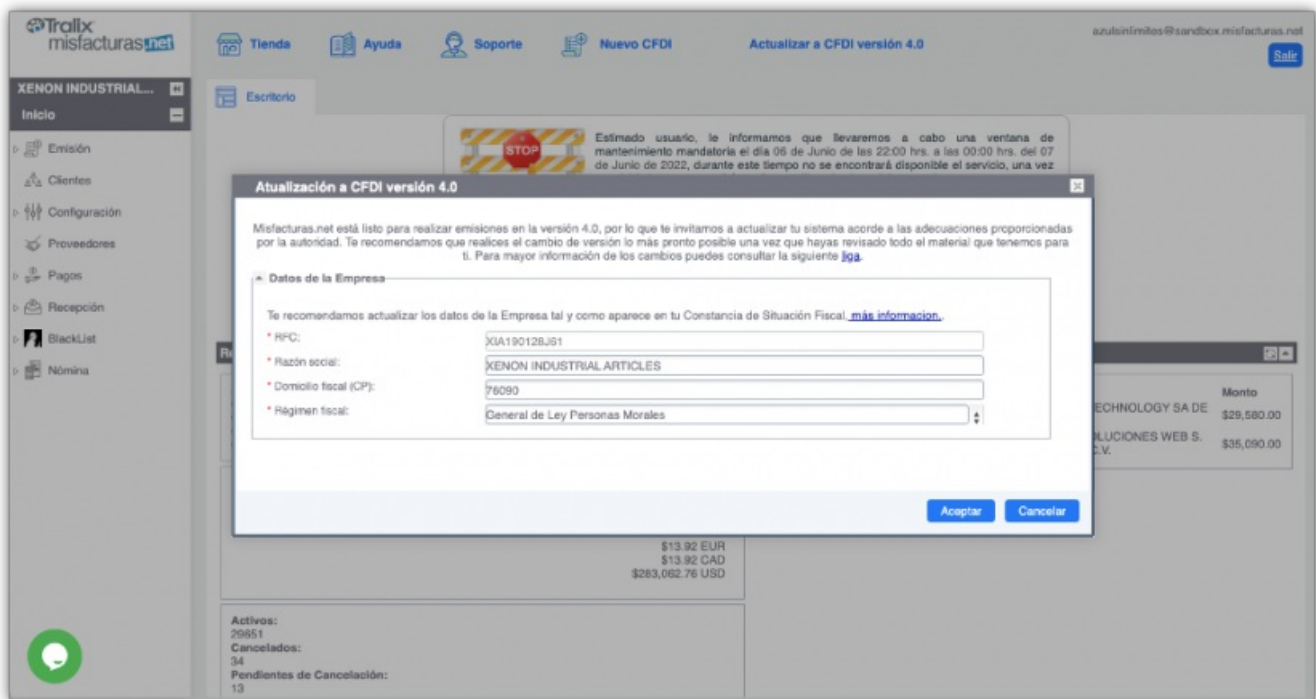 Tralix
misfacturas.net
Tienda
Ayuda
Soporte
Nuevo CFDI
Actualizar a CFDI versión 4.0
azulsinlimites@sandbox.misfacturas.net
Salir
XENON INDUSTRIAL...
Inicio
Emisión
Clientes
Configuración
Proveedores
Pagos
Recepción
BlackList
Nómina
Escritorio
STOP
Estimado usuario, le informamos que llevaremos a cabo una ventana de
mantenimiento mandatoria el día 06 de Junio de las 22:00 hrs. a las 00:00 hrs. del 07
de Junio de 2022, durante este tiempo no se encontrará disponible el servicio, una vez
Atualización a CFDI versión 4.0
Misfacturas.net está listo para realizar emisiones en la versión 4.0, por lo que te invitamos a actualizar tu sistema acorde a las adecuaciones proporcionadas
por la autoridad. Te recomendamos que realices el cambio de versión lo más pronto posible una vez que hayas revisado todo el material que tenemos para
ti. Para mayor información de los cambios puedes consultar la siguiente liga.
Datos de la Empresa
Te recomendamos actualizar los datos de la Empresa tal y como aparece en tu Constancia de Situación Fiscal, más informacion..
* RFC:
XIA190128J61
* Razón social:
XENON INDUSTRIAL ARTICLES
* Domicilio fiscal (CP):
76090
* Régimen fiscal:
General de Ley Personas Morales
Aceptar
Cancelar
Re
Monto
ECHNOLOGY SA DE
$29,580.00
LUCIONES WEB S.
C.V.
$35,090.00
$13.92 EUR
$13.92 CAD
$283,062.76 USD
Activos:
29651
Cancelados:
34
Pendientes de Cancelación:
13